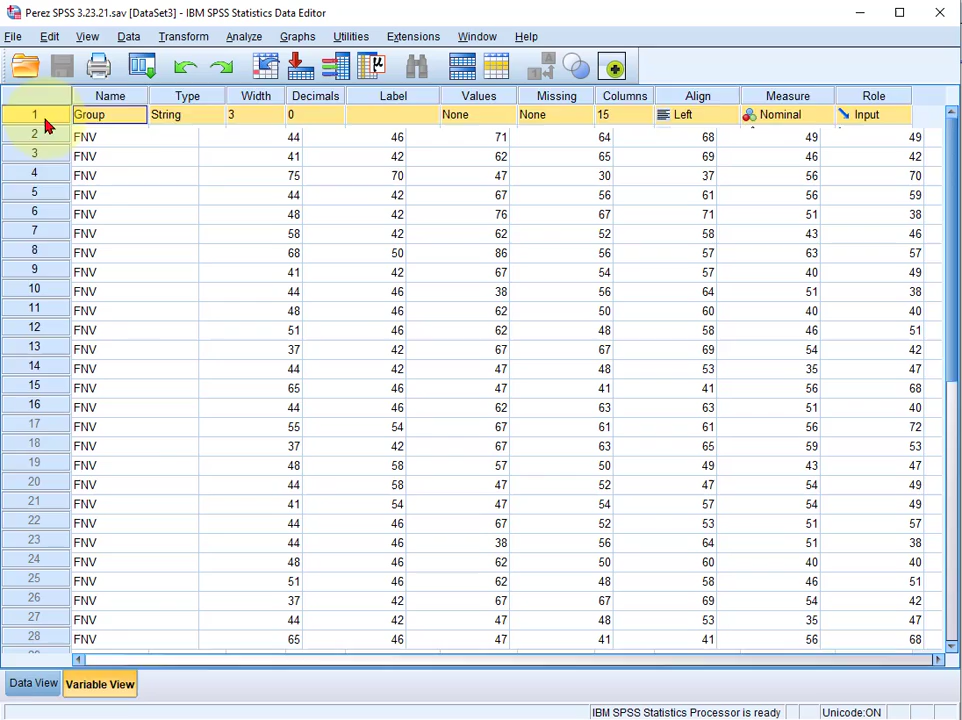 Perez SPSS 3.23.21.sav [DataSet3] - IBM SPSS Statistics Data Editor
File Edit View Data Transform Analyze Graphs Utilities Extensions Window Help
Name Type Width Decimals Label Values Missing Columns Align Measure Role
1 Group String 3 0 None None 15 Left Nominal Input
2 FNV 44 46 71 64 68 49 49
3 FNV 41 42 62 65 69 46 42
4 FNV 75 70 47 30 37 56 70
5 FNV 44 42 67 56 61 56 59
6 FNV 48 42 76 67 71 51 38
7 FNV 58 42 62 52 58 43 46
8 FNV 68 50 86 56 57 63 57
9 FNV 41 42 67 54 57 40 49
10 FNV 44 46 38 56 64 51 38
11 FNV 48 46 62 50 60 40 40
12 FNV 51 46 62 48 58 46 51
13 FNV 37 42 67 67 69 54 42
14 FNV 44 42 47 48 53 35 47
15 FNV 65 46 47 41 41 56 68
16 FNV 44 46 62 63 63 51 40
17 FNV 55 54 67 61 61 56 72
18 FNV 37 42 67 63 65 59 53
19 FNV 48 58 57 50 49 43 47
20 FNV 44 58 47 52 47 54 49
21 FNV 41 54 47 54 57 54 49
22 FNV 44 46 67 52 53 51 57
23 FNV 44 46 38 56 64 51 38
24 FNV 48 46 62 50 60 40 40
25 FNV 51 46 62 48 58 46 51
26 FNV 37 42 67 67 69 54 42
27 FNV 44 42 47 48 53 35 47
28 FNV 65 46 47 41 41 56 68
Data View Variable View
IBM SPSS Statistics Processor is ready Unicode:ON